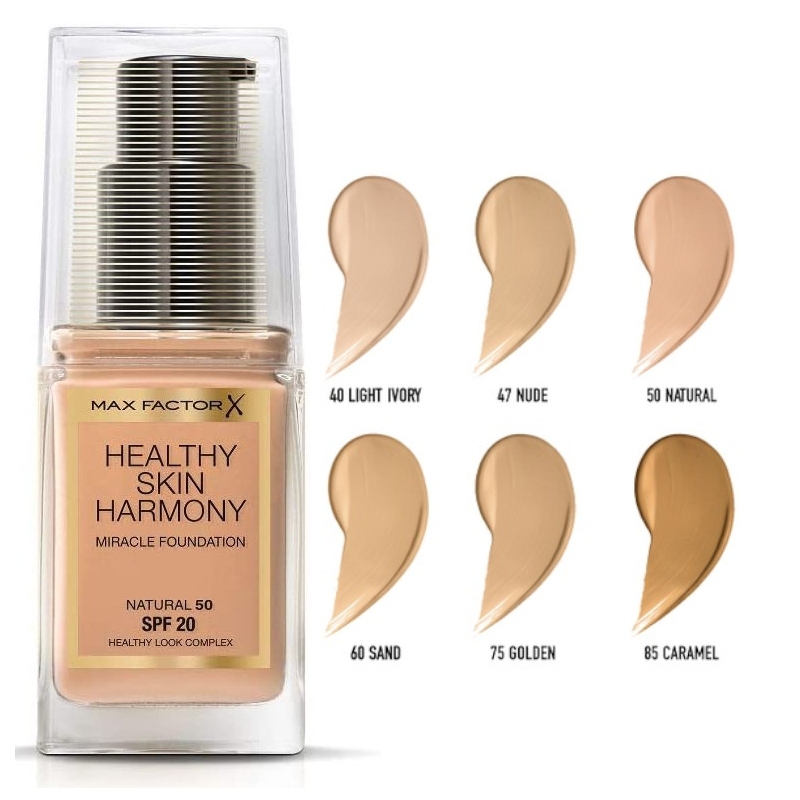 MAX FACTOR X
HEALTHY
SKIN
HARMONY
MIRACLE FOUNDATION
NATURAL 50
SPF 20
HEALTHY LOOK COMPLEX
40 LIGHT IVORY
47 NUDE
50 NATURAL
60 SAND
75 GOLDEN
85 CARAMEL